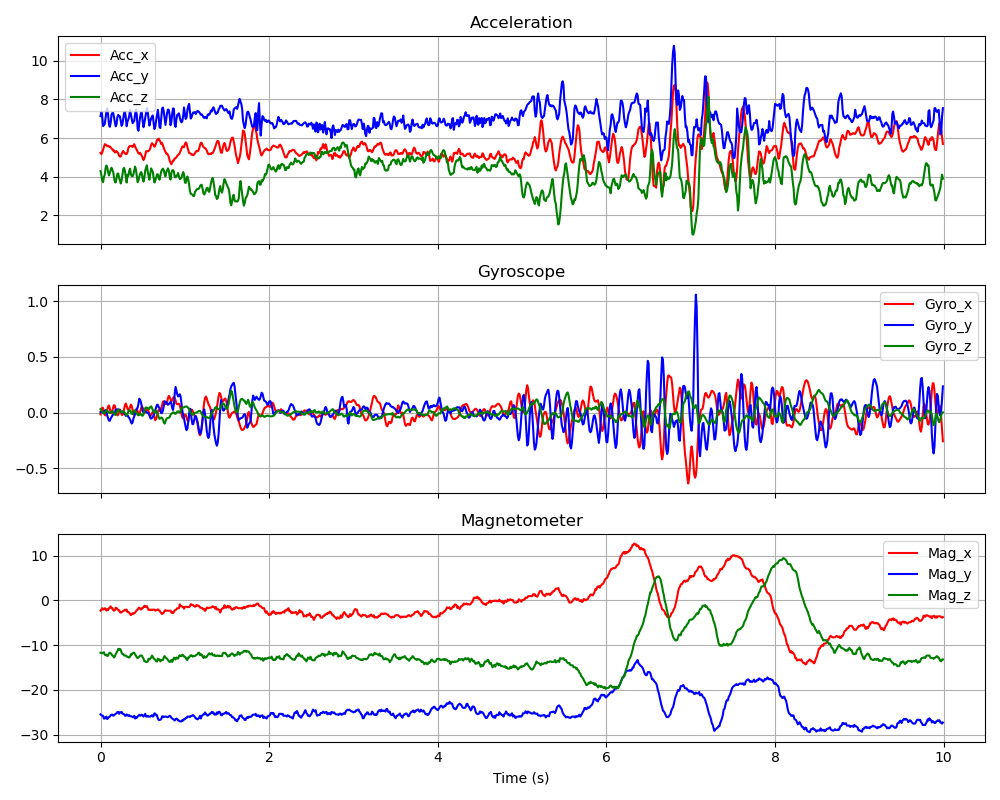 Acceleration
10
8
6
4
2
Acc_x
Acc_y
Acc_z
Gyroscope
1.0
0.5
0.0
−0.5
Gyro_x
Gyro_y
Gyro_z
Magnetometer
10
0
−10
−20
−30
Mag_x
Mag_y
Mag_z
0 2 4 6 8 10
Time (s)